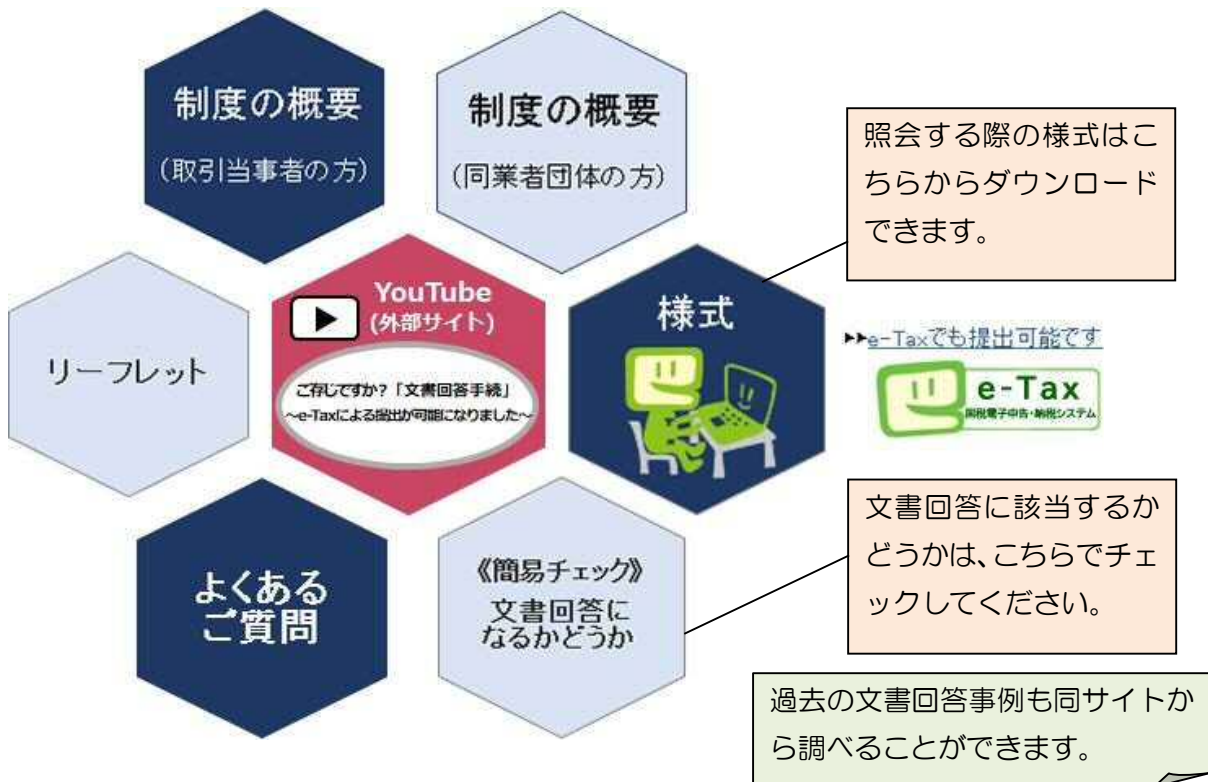 制度の概要
(取引当事者の方)
制度の概要
(同業者団体の方)
照会する際の様式はこ
ちらからダウンロード
できます。
リーフレット
YouTube
(外部サイト)
ご存じですか?「文書回答手続」
～e-Taxによる提出が可能になりました～
様式
e-Taxでも提出可能です
e-Tax
国税電子申告・納税システム
よくある
ご質問
《簡易チェック》
文書回答に
なるかどうか
文書回答に該当するか
どうかは、こちらでチェ
ックしてください。
過去の文書回答事例も同サイトか
ら調べることができます。